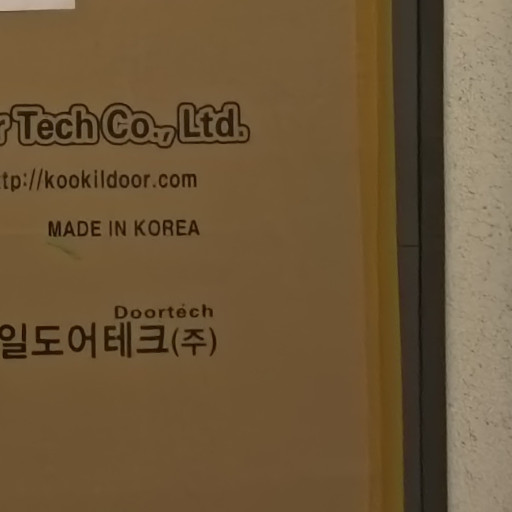 Tech Co., Ltd.
tp://kookildoor.com
MADE IN KOREA
Doortech
일도어테크(주)